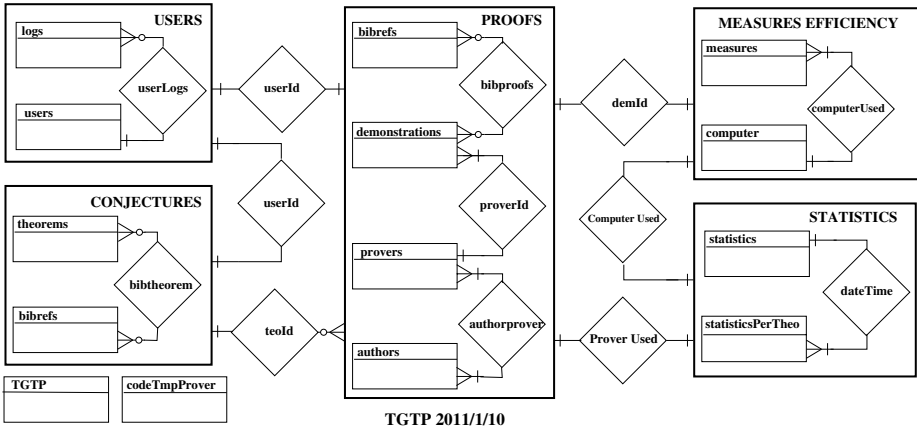 USERS
logs
userLogs
users
userId
userId
CONJECTURES
theorems
bibtheorem
bibrefs
teoId
TGTP
codeTmpProver
PROOFS
bibrefs
bibproofs
demonstrations
proverId
provers
authorprover
authors
demId
Computer Used
Prover Used
MEASURES EFFICIENCY
measures
computerUsed
computer
STATISTICS
statistics
dateTime
statisticsPerTheo
TGTP 2011/1/10